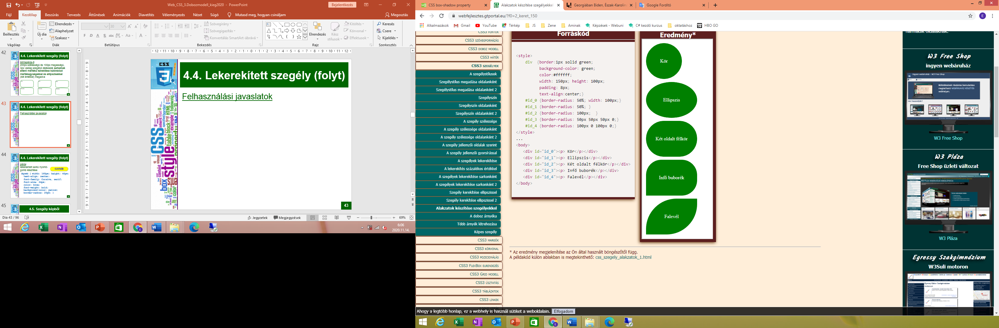 Web_CSS_3.Dobozmodell_kieg2020 - PowerPoint
Bejelentkezés
Fájl
Kezdőlap
Beszúrás
Tervezés
Áttűnések
Animációk
Diavetítés
Véleményezés
Nézet
Súgó
Mutasd meg, hogyan csináljam
Megosztás
Beillesztés
Új dia
Elrendezés
Alaphelyzet
Szakasz
30
Szövegirány
Szövegigazítás
Konvertálás SmartArt-ábrává
Elrendezés
Kész stílusok
Kitöltés
Körvonal
Effektusok
Keresés
Csere
Kijelölés
Vágólap
Diák
Betűtípus
Bekezdés
Rajz
Szerkesztés
42
4.4. Lekerekített szegély (folyt)
Mintapélda-6:
200px szélességű és 100px magasságú,
3px vastag szegélyű dobozok sarkainak
eltérő mértékű kerekítése különböző
mértékegységekkel és ellipszisekkel
(két értékkel) megadva
43
4.4. Lekerekített szegély (folyt)
Felhasználási javaslatok
44
4.4. Lekerekített szegély (folyt)
példa:
lekerekített sarkú nyomó-
gomb készítése
GOMB
#gomb { width: 160px; height: 40px;
text-align: center;
font-family: Corsiva, serif;
font-size: 24px;
color: blue;
font-weight: bold;
background-color: yellow;
border-radius: 20px; }
45
4.5. Szegély képből
CSS
4.4. Lekerekített szegély (folyt)
Felhasználási javaslatok
43
Dia 43 / 96
Jegyzetek
Megjegyzések
69%
6:06
2020.11.14.
CSS box-shadow property
Alakzatok készítése szegélyekkel
Georgiában Biden, Észak-Karolin
Google Fordító
webfejlesztes.gtportal.eu/?f0=2_keret_150
Alkalmazások
Gmail
YouTube
Térkép
JS
Zene
Aminak
Képzések - Webuni
C# kezdő kurzus
oktatáshoz
HBO GO
CSS3 FONTOK
CSS3 SZÖVEGFORMÁZÁS
CSS3 DOBOZ MODELL
CSS3 HÁTÉR
CSS3 SZEGÉLYEK
A szegélystílusok
Szegélystílus megadása oldalanként
Szegélystílus megadása oldalanként 2
Szegélyszín
Szegélyszín oldalanként
Szegélyszín oldalanként 2
A szegély szélessége
A szegély szélessége oldalanként
A szegély szélessége oldalanként 2
A szegély jellemzői oldalak szerint
A szegély jellemzői gyorsírással
A szegélyek lekerekítése
A lekerekítés százalékos értékkel
A szegélyek lekerekítése sarkonként
A szegélyek lekerekítése sarkonként 2
Szegély kerekítése ellipszissel
Szegély kerekítése ellipszissel 2
Alakzatok készítése szegélyekkel
A doboz árnyéka
Több árnyék létrehozása
Képes szegély
CSS3 MARGÓK
CSS3 KÖRVONAL
CSS3 POZICIONÁLÁS
CSS3 FLEXBOX ELRENDEZÉS
CSS3 GRID MODELL
CSS3 ÚSZTATÁS
CSS3 TÁBLÁZATOK
CSS3 LINKEK
Forráskód
<style>
div {border:1px solid green;
background-color: green;
color:#ffffff;
width: 150px; height: 100px;
padding: 8px;
text-align:center;}
#id_0 {border-radius: 50%; width: 100px;}
#id_1 {border-radius: 50%; }
#id_2 {border-radius: 100px; }
#id_3 {border-radius: 50px 50px 50px 0;}
#id_4 {border-radius: 100px 0 100px 0;}
</style>
...
<body>
<div id="id_0"><p> Kör</p></div>
<div id="id_1"><p> Ellipszis</p></div>
<div id="id_2"><p> Két oldalt félkör</p></div>
<div id="id_3"><p> Infő buborék</p></div>
<div id="id_4"><p> Falevél</p></div>
</body>
Eredmény*
Kör
Ellipszis
Két oldalt félkör
Infő buborék
Falevél
* Az eredmény megjelenítése az Ön által használt böngészőtől függ.
A példakód külön ablakban is megtekinthető: css_szegely_alakzatok_1.html
harmadik oldalaknak.
W3 Free Shop
ingyen webáruház
Ingyen webáruház - W3 Free Shop
Működésének részletes bemutatása
megtalálható WEBÁRUHÁZ KÉSZÍTÉS
webhelyen.
W3 Free Shop
W3 Pláza
Free Shop üzleti változat
W3 Pláza
Egressy Szakgimnázium
W3Suli motoron
Ahogy a legtöbb honlap, ez a webhely is használ sütiket a weboldalain.
Elfogadom